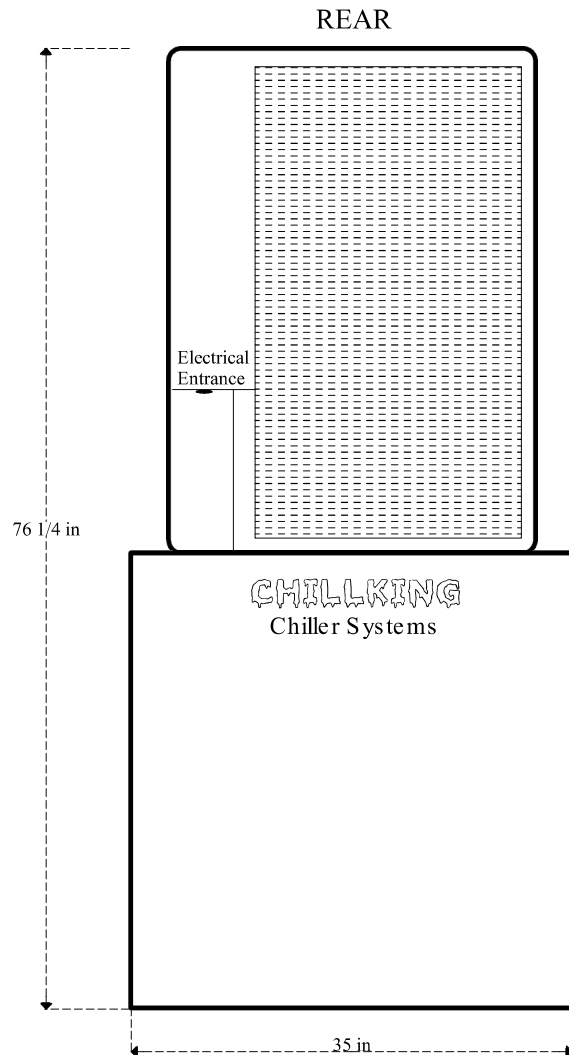 REAR
Electrical
Entrance
76 1/4 in
CHILLKING
Chiller Systems
35 in